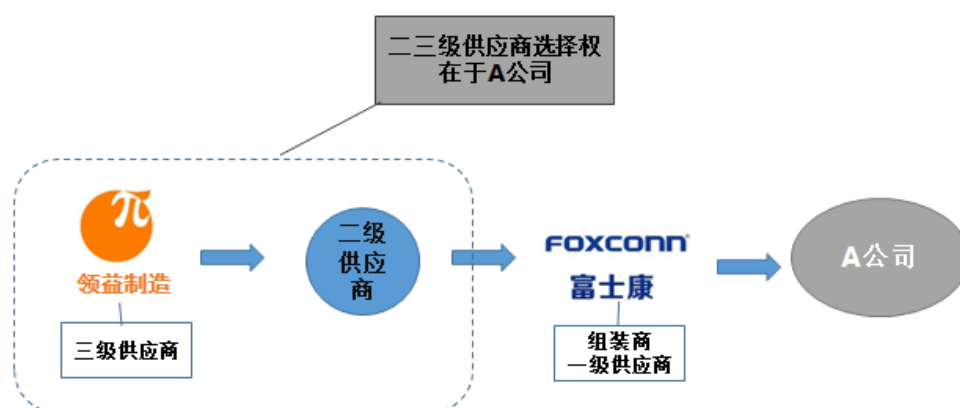 二三级供应商选择权
在于A公司
π
领益制造
三级供应商
二级
供应
商
FOXCONN®
富士康
组装商
一级供应商
A公司